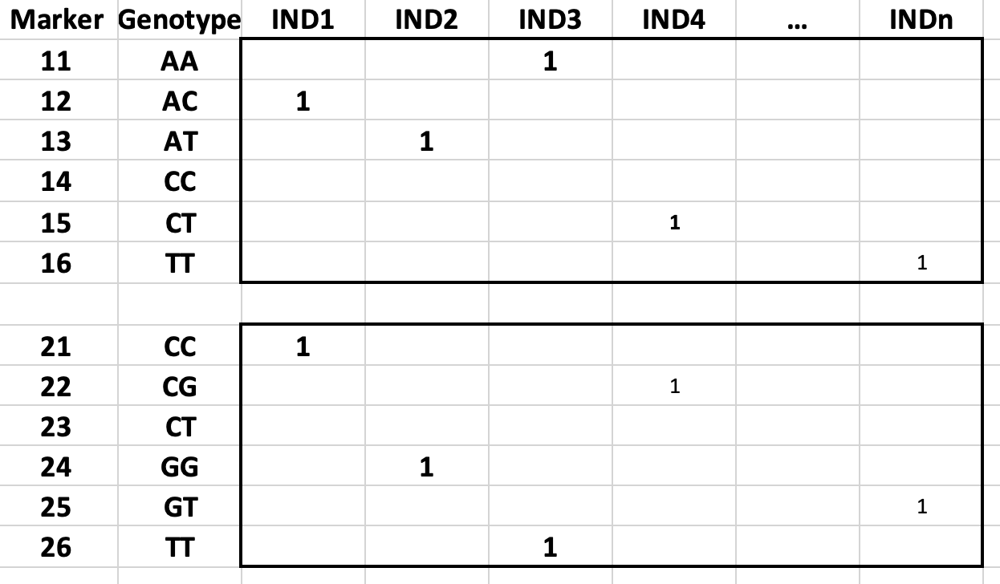 Marker Genotype IND1 IND2 IND3 IND4 ... INDn
11 AA 1
12 AC 1
13 AT 1
14 CC
15 CT 1
16 TT 1
21 CC 1
22 CG 1
23 CT
24 GG 1
25 GT 1
26 TT 1